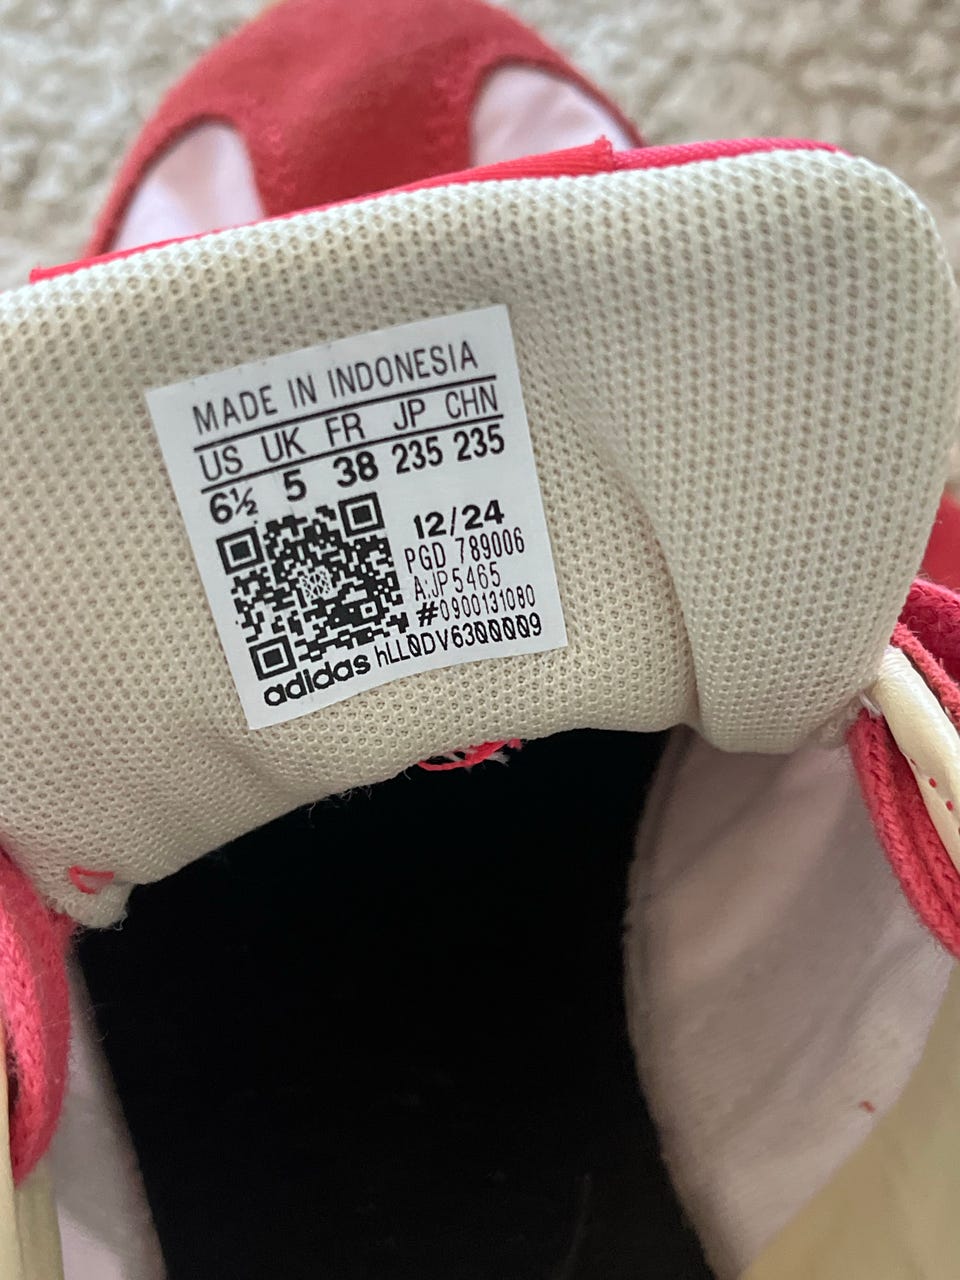 MADE IN INDONESIA
US UK FR JP CHN
6½ 5 38 235 235
12/24
PGD 789006
A:JP5465
#0900131080
adidas hLLQDV6300009